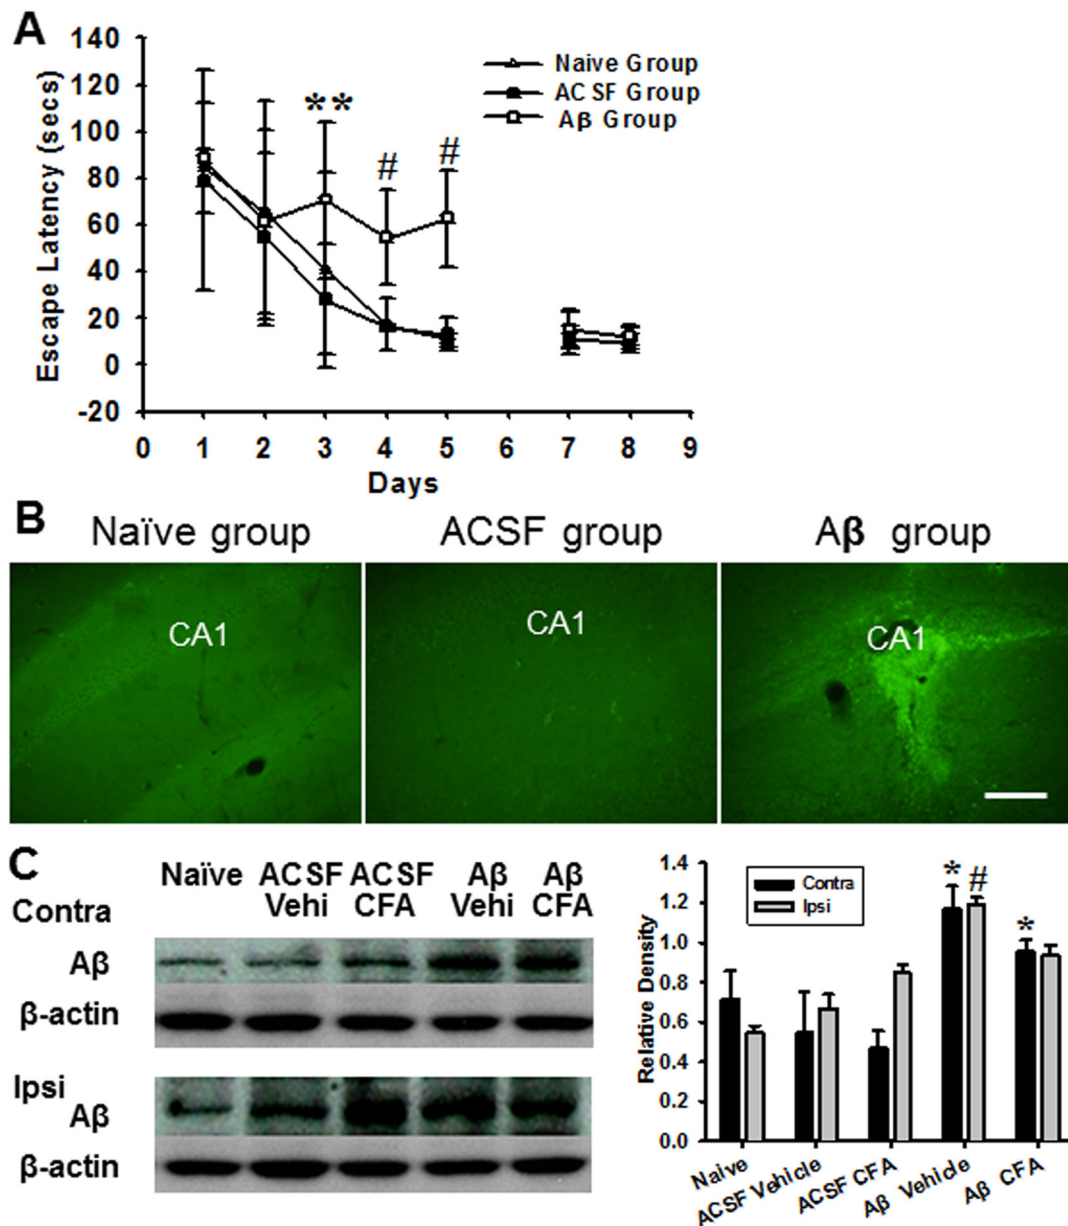 A
Escape Latency (secs)
140
120
100
80
60
40
20
0
-20
Naive Group
ACSF Group
Aβ Group
**
#
#
0 1 2 3 4 5 6 7 8 9
Days
B
Naïve group ACSF group Aβ group
CA1 CA1 CA1
C
Naïve ACSF ACSF Aβ Aβ
Vehi CFA Vehi CFA
Contra
Aβ
β-actin
Ipsi
Aβ
β-actin
Relative Density
1.4
1.2
1.0
0.8
0.6
0.4
0.2
0.0
Contra
Ipsi
* #
*
Naive
ACSF Vehicle
ACSF CFA
Aβ Vehicle
Aβ CFA